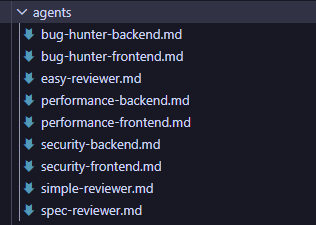 agents
bug-hunter-backend.md
bug-hunter-frontend.md
easy-reviewer.md
performance-backend.md
performance-frontend.md
security-backend.md
security-frontend.md
simple-reviewer.md
spec-reviewer.md